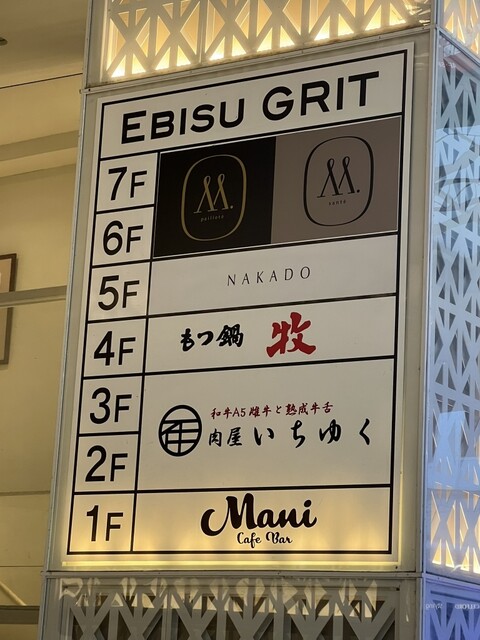 EBISU GRIT
7F
6F
M.
M.
5F
NAKADO
4F
もつ鍋 牧
3F
2F
和牛A5雌牛と熟成牛舌
肉屋 いちゆく
1F
Mani
Cafe Bar